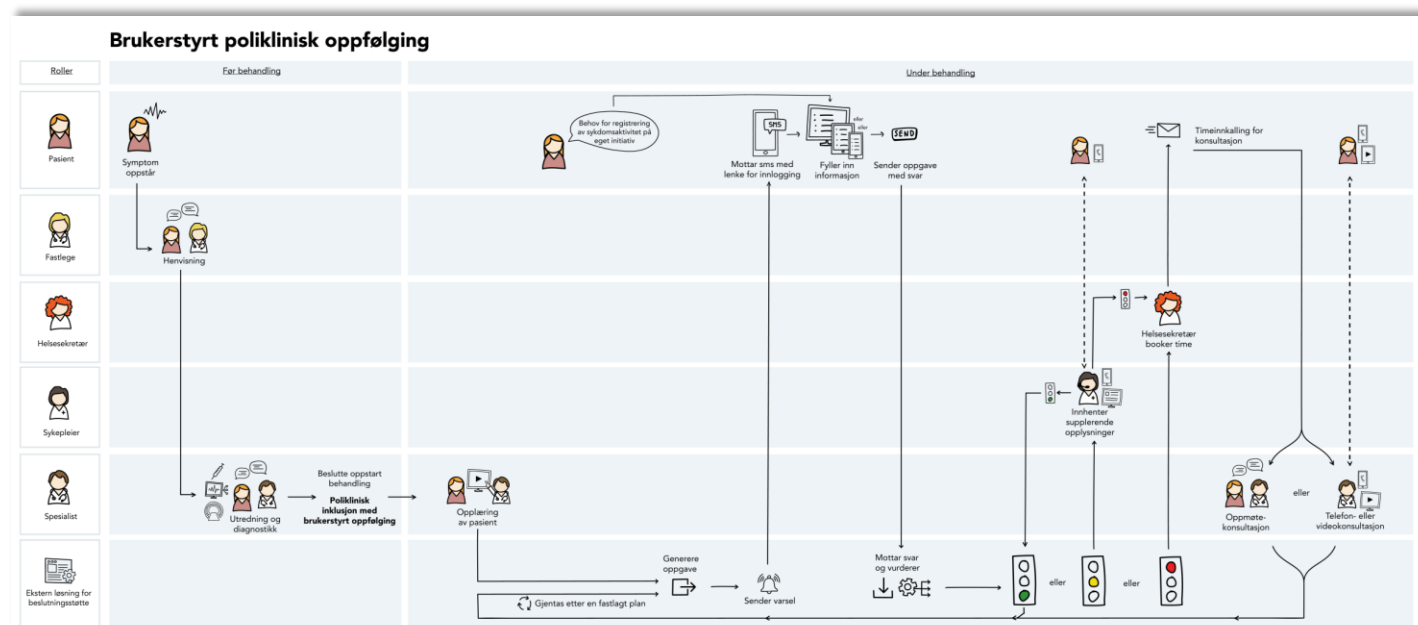 Brukerstyrt poliklinisk oppfølging
Roller
Før behandling
Under behandling
Pasient
Symptom
oppstår
Behov for registrering
av sykdomsaktivitet på
eget initiativ
SMS
Mottar sms med
lenke for innlogging
eller
eller
Fyller inn
informasjon
SEND
Sender oppgave
med svar
Timeinnkalling for
konsultasjon
Fastlege
Henvisning
Helsesekretær
Helsesekretær
booker time
Sykepleier
Innhenter
supplerende
opplysninger
Spesialist
Utredning og
diagnostikk
Beslutte oppstart
behandling
Poliklinisk
inklusjon med
brukerstyrt oppfølging
Opplæring
av pasient
Oppmøte-
konsultasjon
eller
Telefon- eller
videokonsultasjon
Ekstern løsning for
beslutningsstøtte
Gjentas etter en fastlagt plan
Generere
oppgave
Sender varsel
Mottar svar
og vurderer
eller
eller